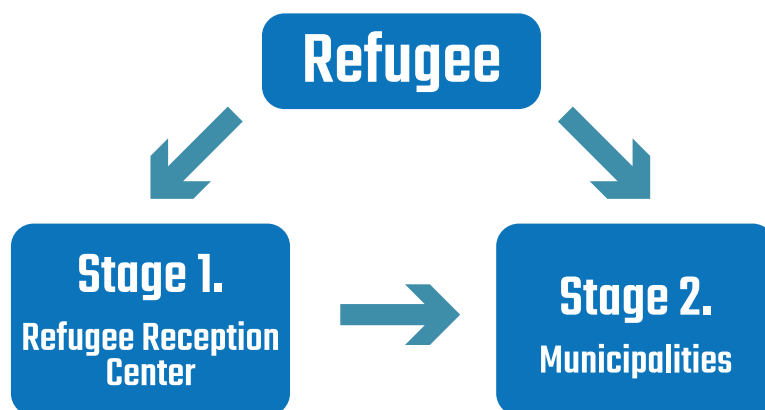 Refugee
Stage 1.
Refugee Reception
Center
Stage 2.
Municipalities